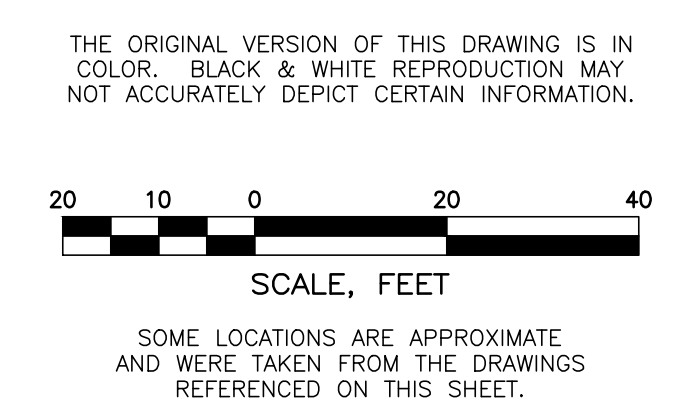 THE ORIGINAL VERSION OF THIS DRAWING IS IN
COLOR. BLACK & WHITE REPRODUCTION MAY
NOT ACCURATELY DEPICT CERTAIN INFORMATION.
20 10 0 20 40
SCALE, FEET
SOME LOCATIONS ARE APPROXIMATE
AND WERE TAKEN FROM THE DRAWINGS
REFERENCED ON THIS SHEET.